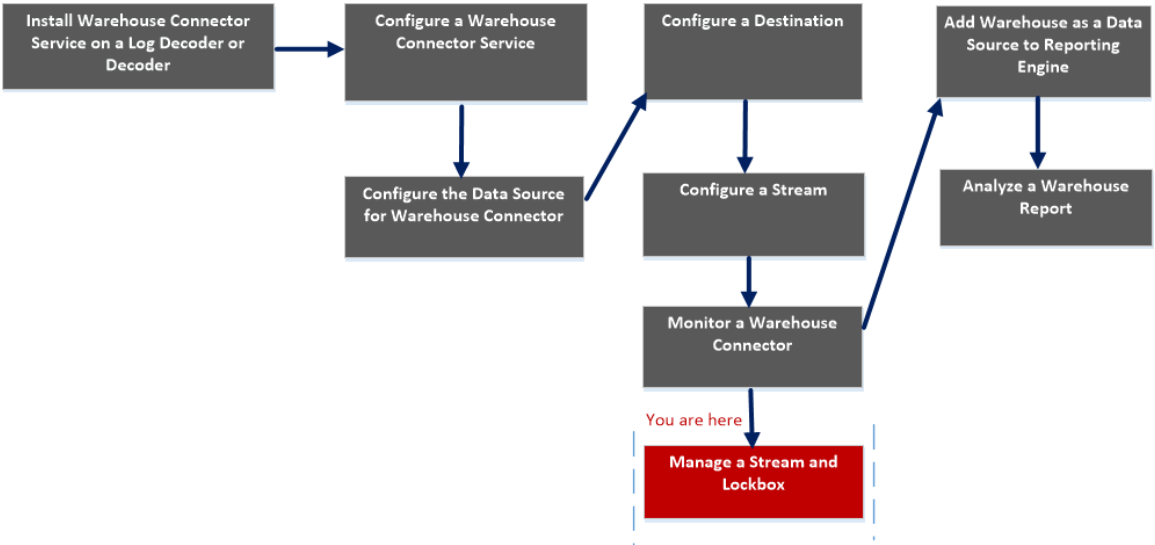 Install Warehouse Connector
Service on a Log Decoder or
Decoder
Configure a Warehouse
Connector Service
Configure the Data Source
for Warehouse Connector
Configure a Destination
Configure a Stream
Monitor a Warehouse
Connector
You are here
Manage a Stream and
Lockbox
Add Warehouse as a Data
Source to Reporting
Engine
Analyze a Warehouse
Report